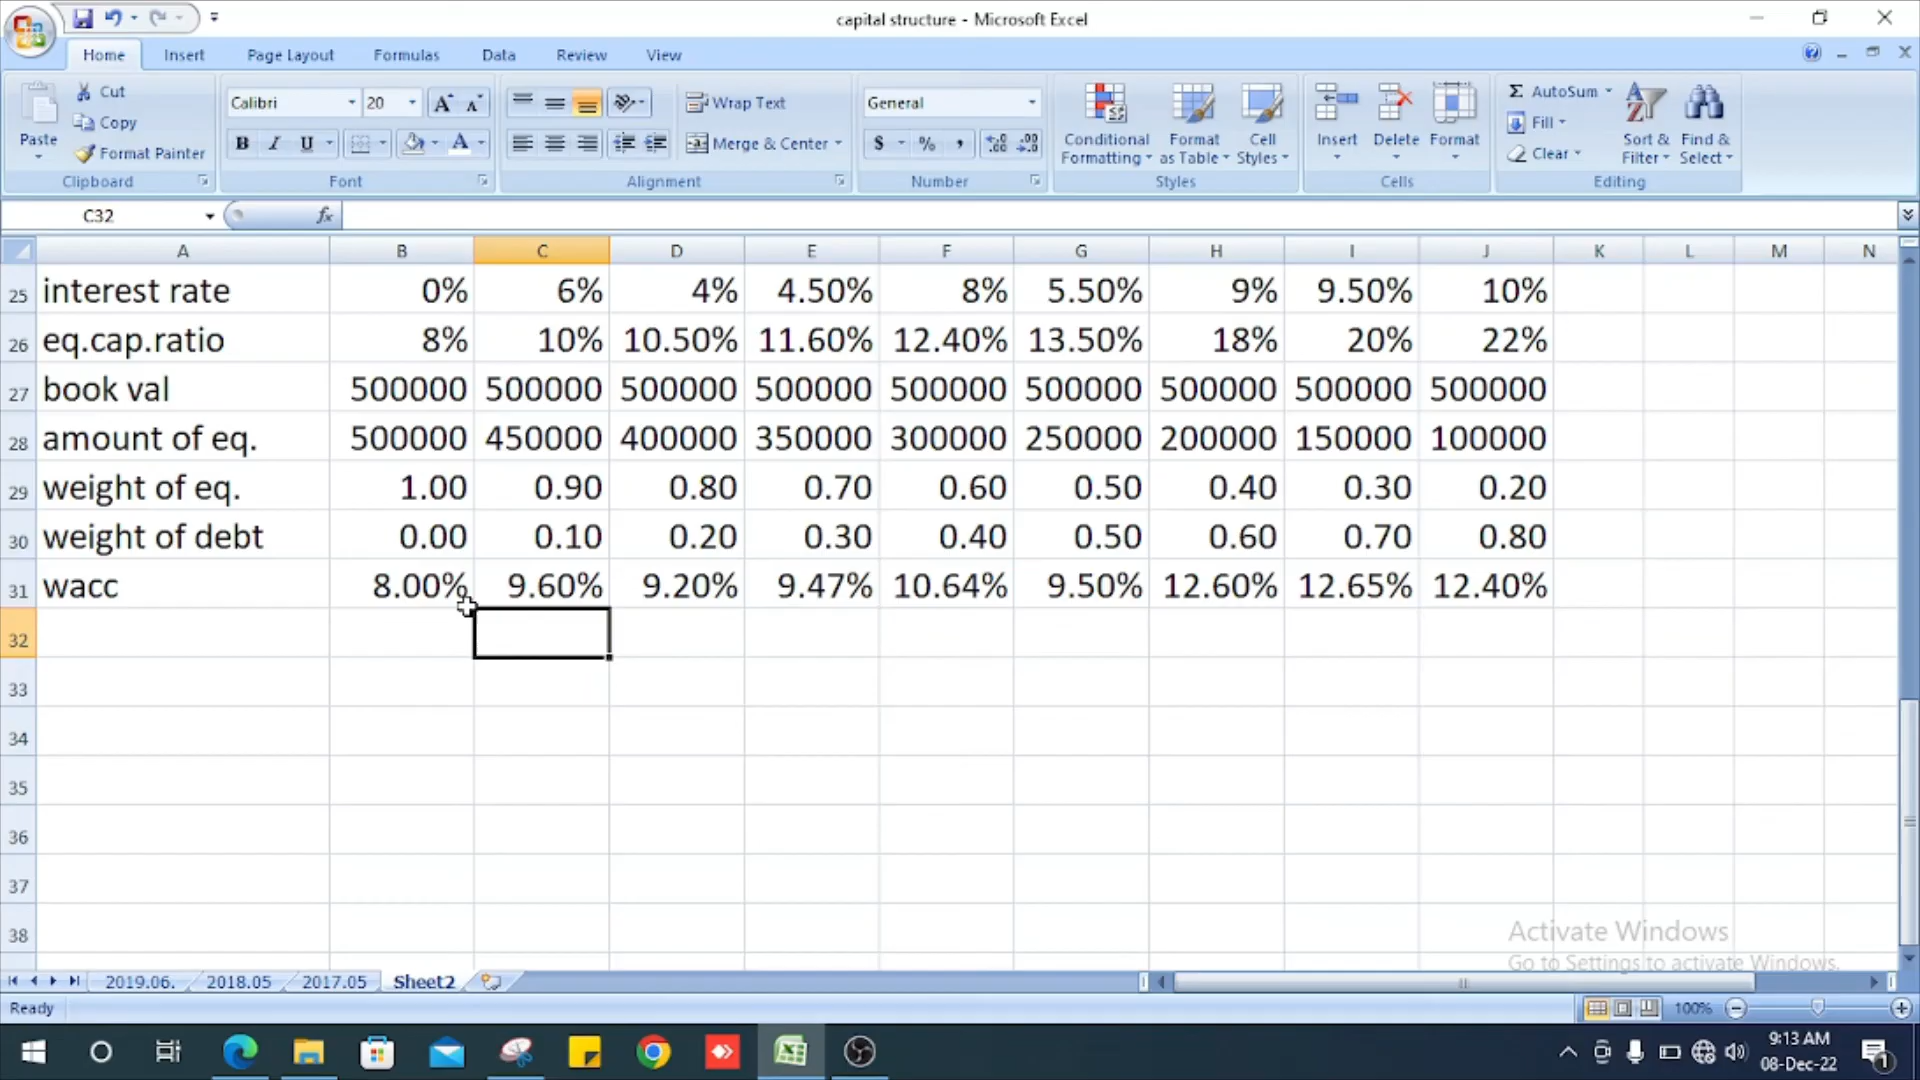 capital structure - Microsoft Excel
Home Insert Page Layout Formulas Data Review View
Paste Cut Copy Format Painter Clipboard
Calibri 20 B I U Font
Wrap Text Merge & Center Alignment
General $ % , Number
Conditional Formatting Format as Table Cell Styles Styles
Insert Delete Format Cells
Σ AutoSum Fill Clear Sort & Filter Find & Select Editing
C32 fx
A B C D E F G H I J K L M N
25 interest rate 0% 6% 4% 4.50% 8% 5.50% 9% 9.50% 10%
26 eq.cap.ratio 8% 10% 10.50% 11.60% 12.40% 13.50% 18% 20% 22%
27 book val 500000 500000 500000 500000 500000 500000 500000 500000 500000
28 amount of eq. 500000 450000 400000 350000 300000 250000 200000 150000 100000
29 weight of eq. 1.00 0.90 0.80 0.70 0.60 0.50 0.40 0.30 0.20
30 weight of debt 0.00 0.10 0.20 0.30 0.40 0.50 0.60 0.70 0.80
31 wacc 8.00% 9.60% 9.20% 9.47% 10.64% 9.50% 12.60% 12.65% 12.40%
32
33
34
35
36
37
38
Activate Windows
Go to Settings to activate Windows.
2019.06. 2018.05 2017.05 Sheet2
Ready 100%
9:13 AM
08-Dec-22
1